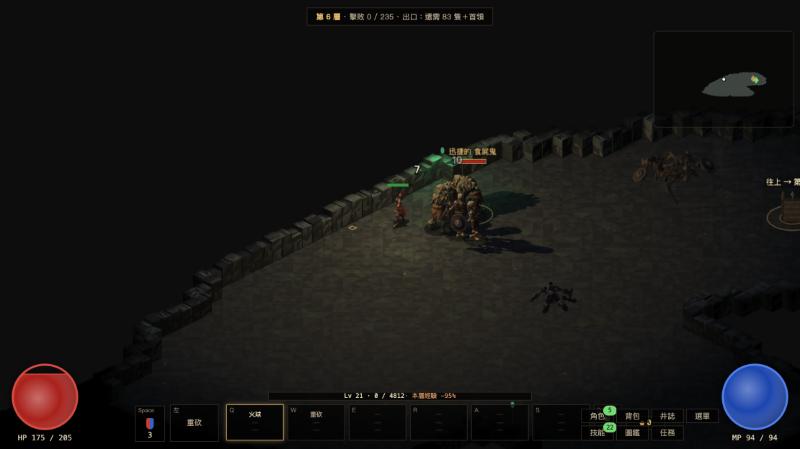 第 6 層 · 擊敗 0 / 235 · 出口：還需 83 隻＋首領
迅捷的 食屍鬼
10
7
往上 → 第
Lv 21 · 0 / 4812 · 本層經驗 -95%
Space
3
左
重砍
Q
火球
W
重砍
E
R
A
S
角色
5
背包
井誌
選單
技能
22
圖鑑
任務
HP 175 / 205
MP 94 / 94